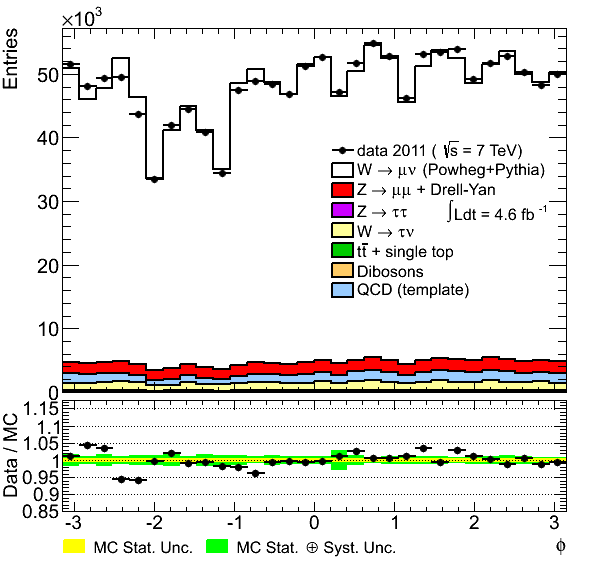 ×10³
Entries
50
40
30
20
10
0
data 2011 ( √s = 7 TeV)
W → μν (Powheg+Pythia)
Z → μμ + Drell-Yan
Z → ττ
∫Ldt = 4.6 fb⁻¹
W → τν
tt̅ + single top
Dibosons
QCD (template)
Data / MC
1.15
1.1
1.05
1
0.95
0.9
0.85
-3 -2 -1 0 1 2 3
MC Stat. Unc. MC Stat. ⊕ Syst. Unc. ϕ